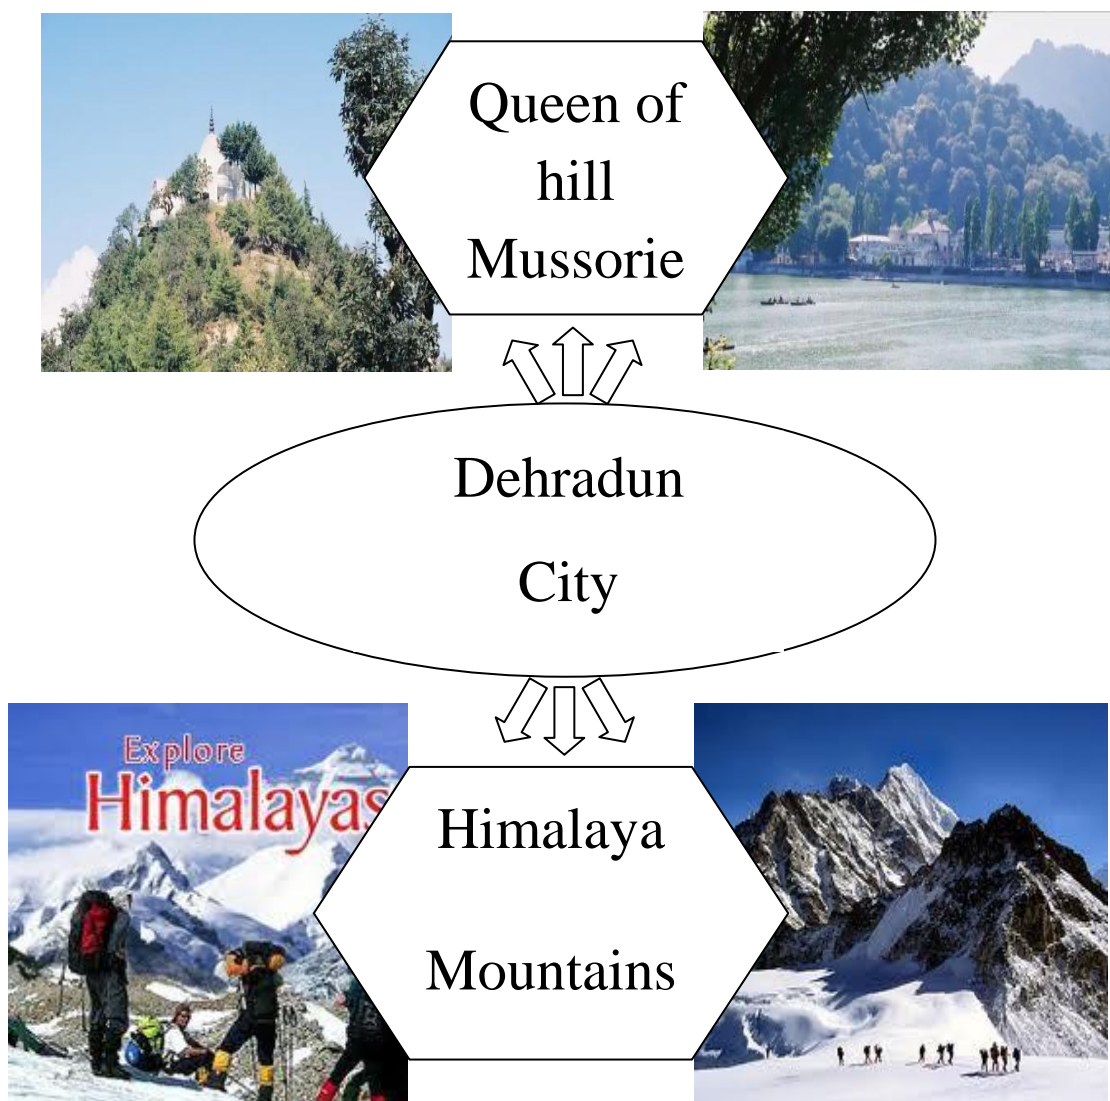 Queen of
hill
Mussorie
Dehradun
City
Explore
Himalayas
Himalaya
Mountains